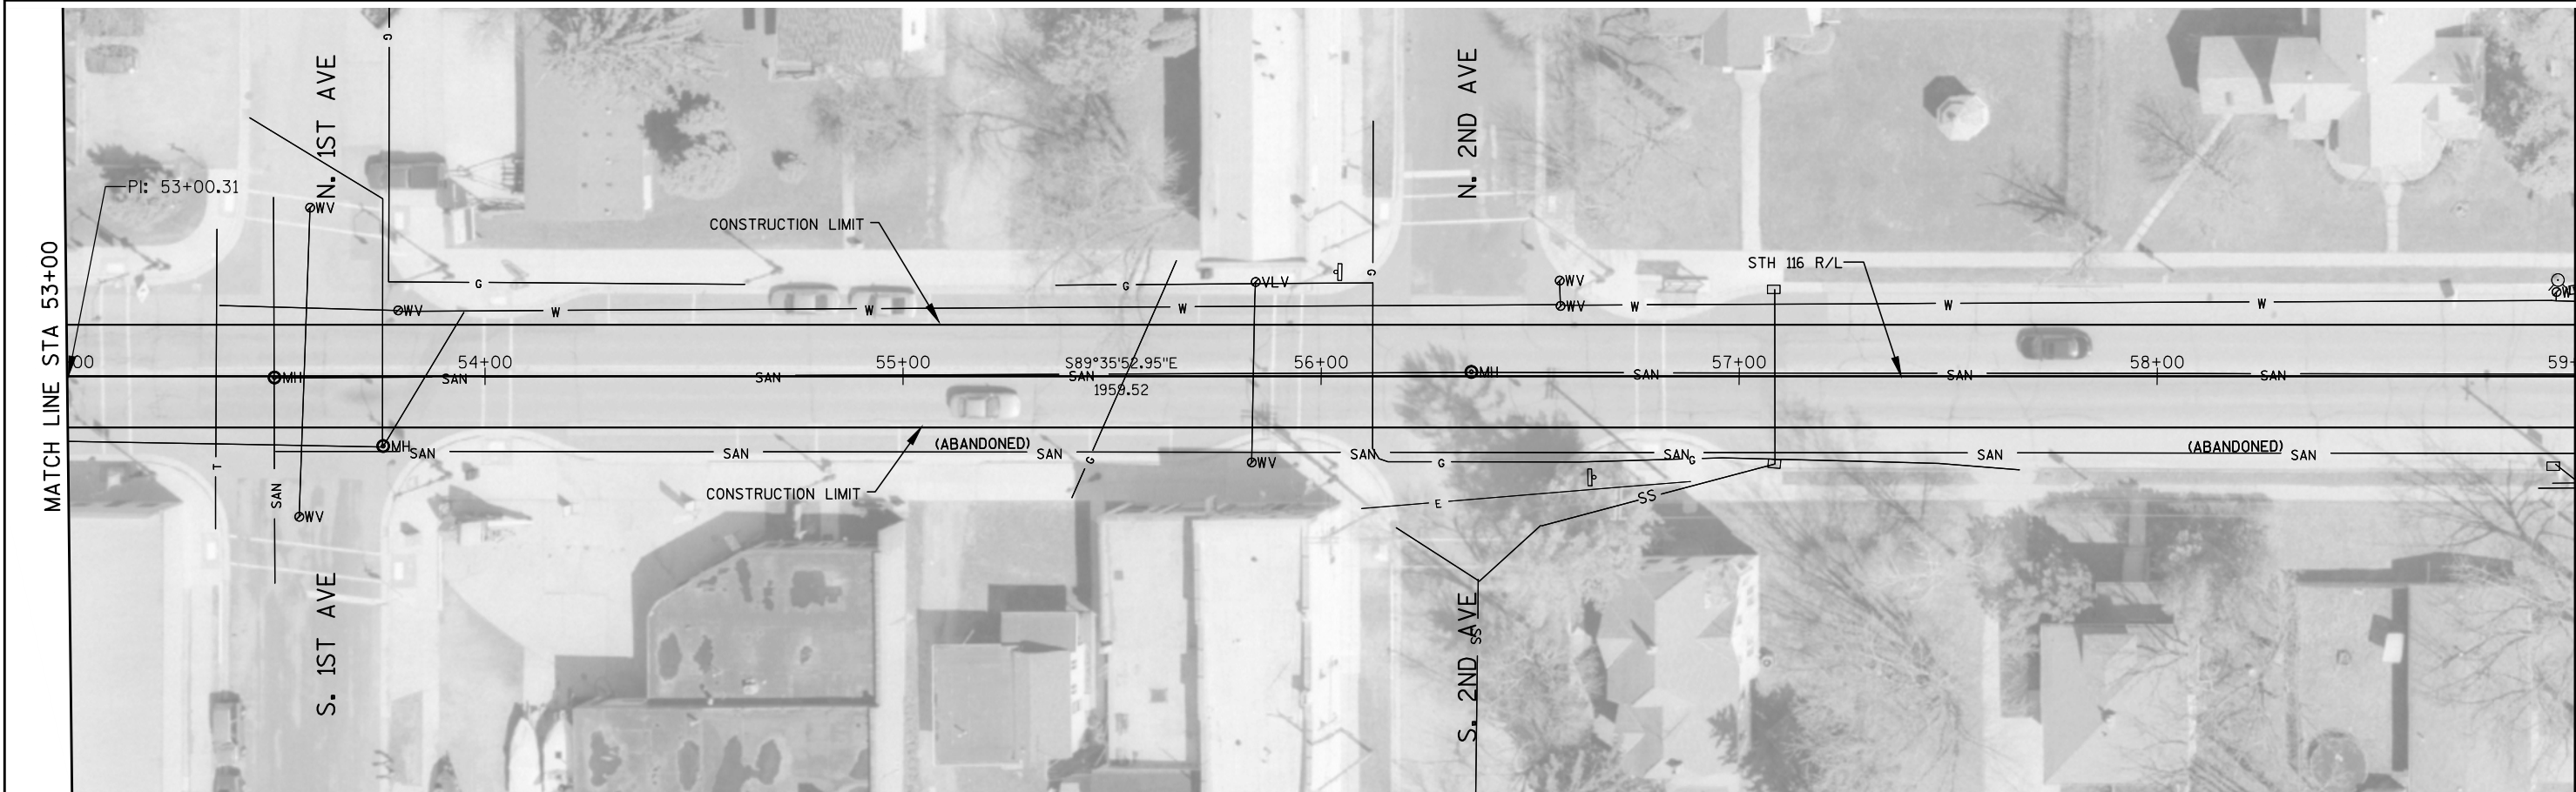 MATCH LINE STA 53+00
PI: 53+00.31
N. 1ST AVE
G
WV
CONSTRUCTION LIMIT
N. 2ND AVE
STH 116 R/L
G
G
VLV
G
WV
WV
W
W
W
WV
W
W
W
00
54+00
55+00
S89°35'52.95"E
56+00
57+00
58+00
59+
MH
SAN
SAN
SAN
MH
SAN
SAN
SAN
1959.52
MH
SAN
SAN
(ABANDONED)
SAN
SAN
SAN
G
SAN
(ABANDONED)
SAN
T
G
WV
G
SAN
WV
CONSTRUCTION LIMIT
E
SS
S. 1ST AVE
S. 2ND AVE
SS